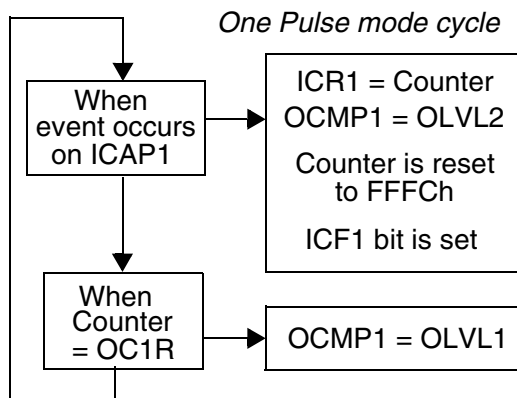 One Pulse mode cycle
When
event occurs
on ICAP1
ICR1 = Counter
OCMP1 = OLVL2
Counter is reset
to FFFCh
ICF1 bit is set
When
Counter
= OC1R
OCMP1 = OLVL1